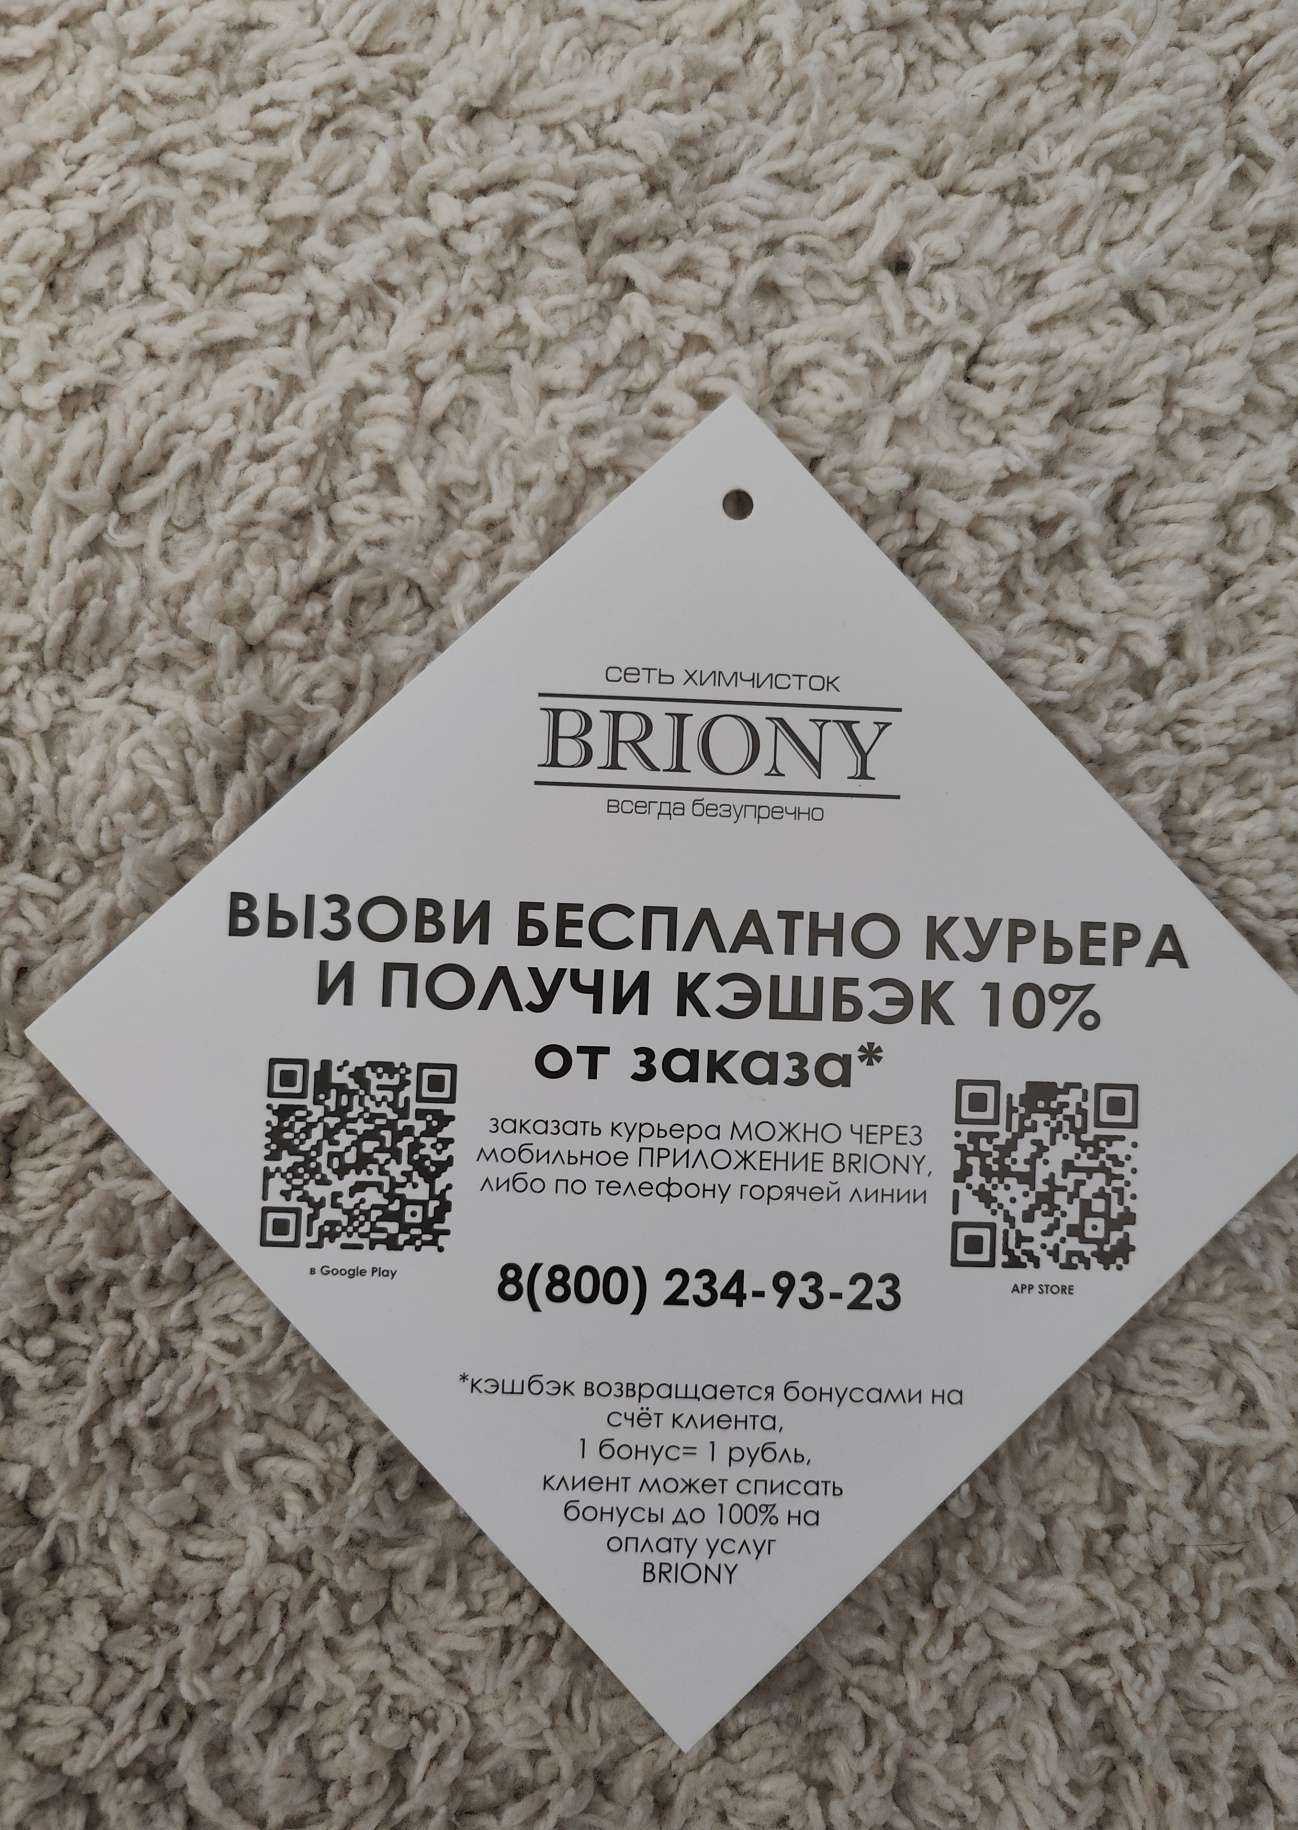 сеть химчисток
BRIONY
всегда безупречно
ВЫЗОВИ БЕСПЛАТНО КУРЬЕРА
И ПОЛУЧИ КЭШБЭК 10%
от заказа*
заказать курьера МОЖНО ЧЕРЕЗ
мобильное ПРИЛОЖЕНИЕ BRIONY,
либо по телефону горячей линии
в Google Play
APP STORE
8(800) 234-93-23
*кэшбэк возвращается бонусами на
счёт клиента,
1 бонус= 1 рубль,
клиент может списать
бонусы до 100% на
оплату услуг
BRIONY